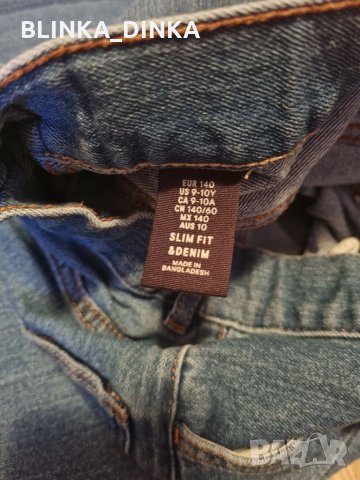 BLINKA_DINKA
EUR 140
US 9-10Y
CA 9-10A
CN 140/60
MX 140
AUS 10
SLIM FIT
&DENIM
MADE IN
BANGLADESH
BAZAR